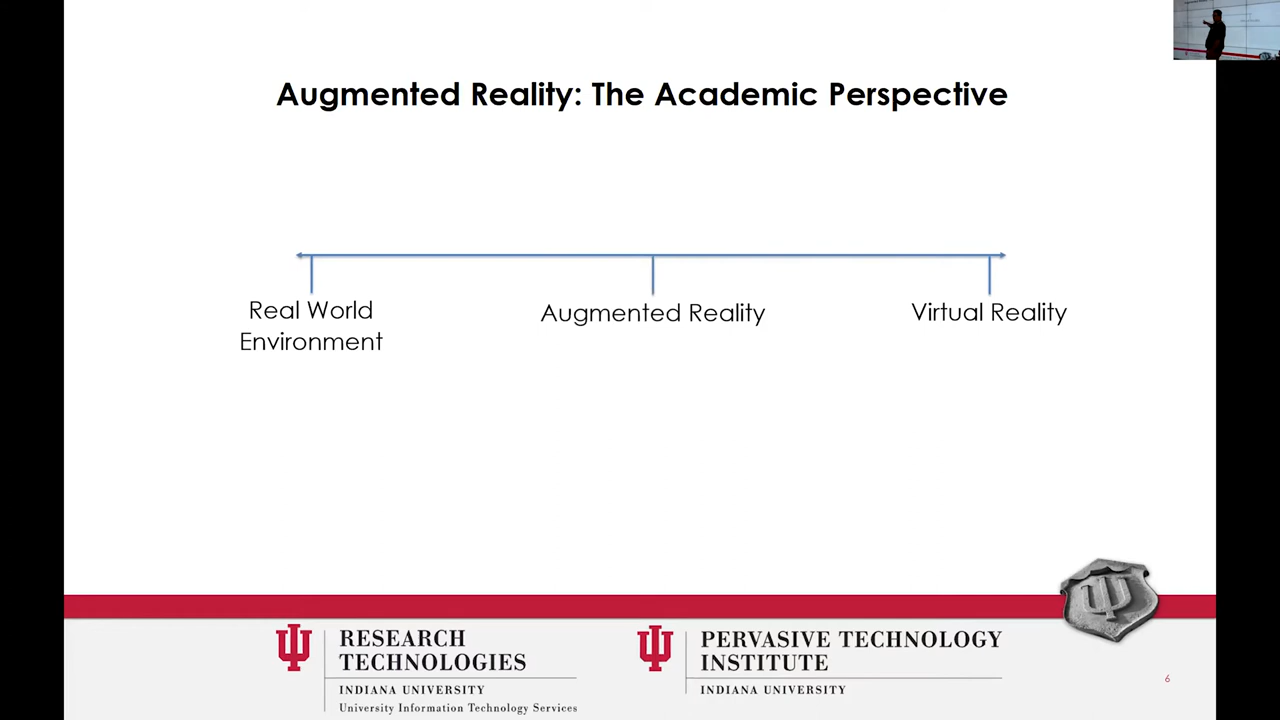 Augmented Reality: The Academic Perspective
Real World
Environment
Augmented Reality
Virtual Reality
RESEARCH
TECHNOLOGIES
INDIANA UNIVERSITY
University Information Technology Services
PERVASIVE TECHNOLOGY
INSTITUTE
INDIANA UNIVERSITY
6